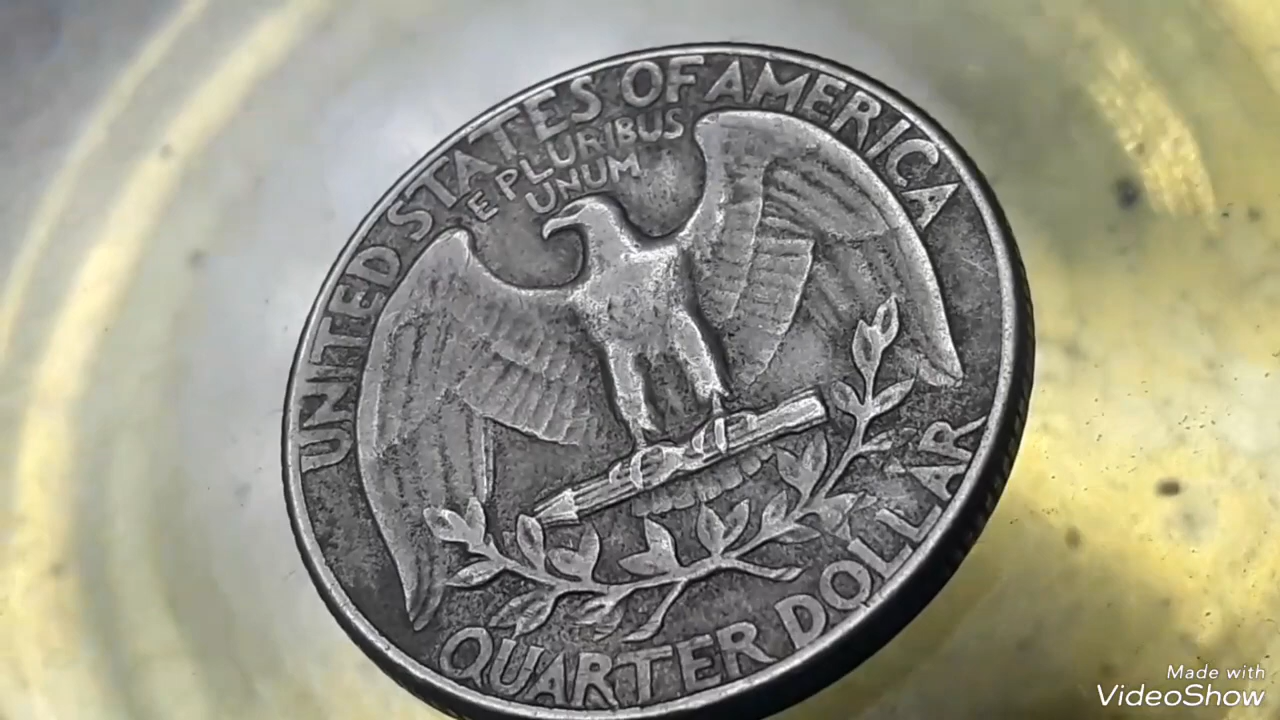 UNITED STATES OF AMERICA
E PLURIBUS
UNUM
QUARTER DOLLAR
Made with
VideoShow